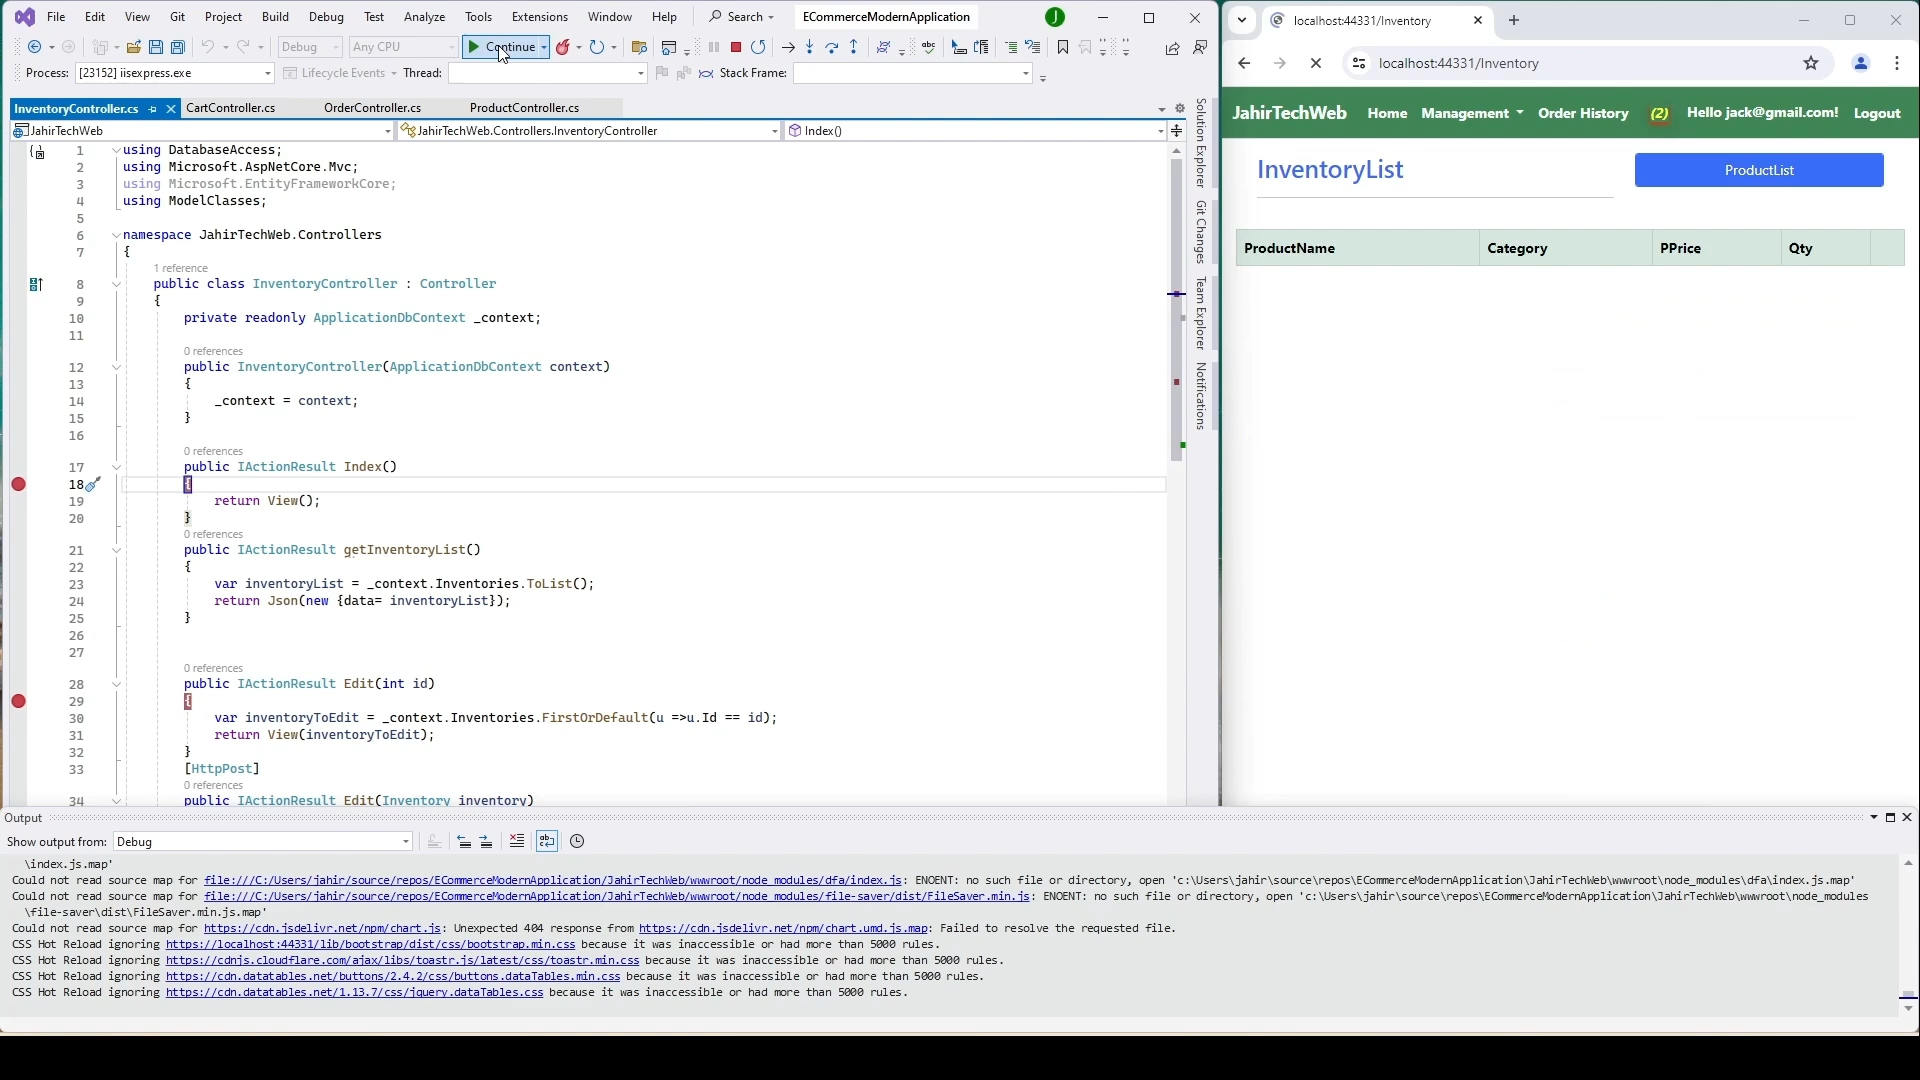 File Edit View Git Project Build Debug Test Analyze Tools Extensions Window Help Search ECommerceModernApplication J
Debug Any CPU Continue
Process: [23152] iisexpress.exe Lifecycle Events Thread: Stack Frame:
InventoryController.cs CartController.cs OrderController.cs ProductController.cs
JahirTechWeb JahirTechWeb.Controllers.InventoryController Index()
1 using DatabaseAccess;
2 using Microsoft.AspNetCore.Mvc;
3 using Microsoft.EntityFrameworkCore;
4 using ModelClasses;
5
6 namespace JahirTechWeb.Controllers
7 {
1 reference
8 public class InventoryController : Controller
9 {
10 private readonly ApplicationDbContext _context;
11
0 references
12 public InventoryController(ApplicationDbContext context)
13 {
14 _context = context;
15 }
16
0 references
17 public IActionResult Index()
18 {
19 return View();
20 }
0 references
21 public IActionResult getInventoryList()
22 {
23 var inventoryList = _context.Inventories.ToList();
24 return Json(new {data= inventoryList});
25 }
26
27
0 references
28 public IActionResult Edit(int id)
29 {
30 var inventoryToEdit = _context.Inventories.FirstOrDefault(u =>u.Id == id);
31 return View(inventoryToEdit);
32 }
33 [HttpPost]
0 references
34 public IActionResult Edit(Inventory inventory)
Solution Explorer
Git Changes
Team Explorer
Notifications
localhost:44331/Inventory
localhost:44331/Inventory
JahirTechWeb Home Management Order History (2) Hello jack@gmail.com! Logout
InventoryList ProductList
ProductName Category PPrice Qty
Output
Show output from: Debug
\index.js.map'
Could not read source map for file:///C:/Users/jahir/source/repos/ECommerceModernApplication/JahirTechWeb/wwwroot/node_modules/dfa/index.js: ENOENT: no such file or directory, open 'c:\Users\jahir\source\repos\ECommerceModernApplication\JahirTechWeb\wwwroot\node_modules\dfa\index.js.map'
Could not read source map for file:///C:/Users/jahir/source/repos/ECommerceModernApplication/JahirTechWeb/wwwroot/node_modules/file-saver/dist/FileSaver.min.js: ENOENT: no such file or directory, open 'c:\Users\jahir\source\repos\ECommerceModernApplication\JahirTechWeb\wwwroot\node_modules
\file-saver\dist\FileSaver.min.js.map'
Could not read source map for https://cdn.jsdelivr.net/npm/chart.js: Unexpected 404 response from https://cdn.jsdelivr.net/npm/chart.umd.js.map: Failed to resolve the requested file.
CSS Hot Reload ignoring https://localhost:44331/lib/bootstrap/dist/css/bootstrap.min.css because it was inaccessible or had more than 5000 rules.
CSS Hot Reload ignoring https://cdnjs.cloudflare.com/ajax/libs/toastr.js/latest/css/toastr.min.css because it was inaccessible or had more than 5000 rules.
CSS Hot Reload ignoring https://cdn.datatables.net/buttons/2.4.2/css/buttons.dataTables.min.css because it was inaccessible or had more than 5000 rules.
CSS Hot Reload ignoring https://cdn.datatables.net/1.13.7/css/jquery.dataTables.css because it was inaccessible or had more than 5000 rules.